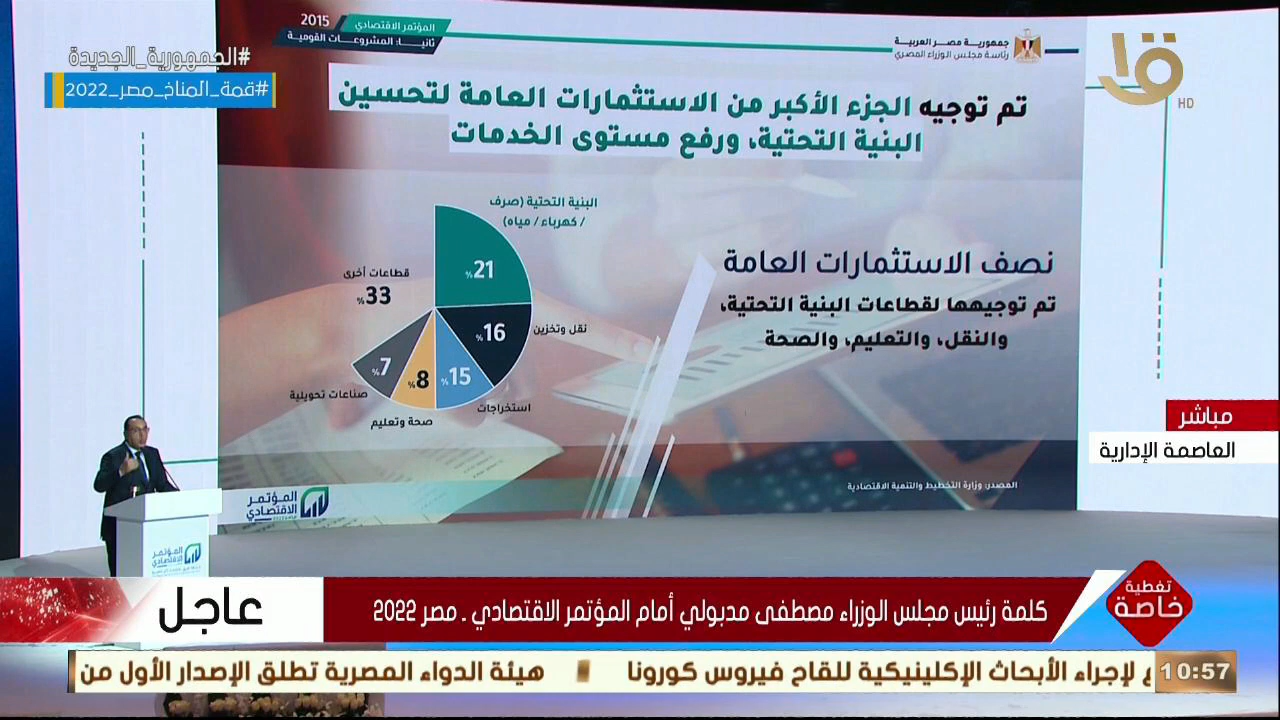 #الجمهورية_الجديدة
#قمة_المناخ_مصر_2022
المؤتمر الاقتصادي 2015
ثانيا: المشروعات القومية
جمهورية مصر العربية
رئاسة مجلس الوزراء المصري
HD
تم توجيه الجزء الأكبر من الاستثمارات العامة لتحسين
البنية التحتية، ورفع مستوى الخدمات
البنية التحتية (صرف
/ كهرباء / مياه)
%21
قطاعات أخرى
%33
نقل وتخزين
%16
استخراجات
%15
صحة وتعليم
%8
صناعات تحويلية
%7
نصف الاستثمارات العامة
تم توجيهها لقطاعات البنية التحتية،
والنقل، والتعليم، والصحة
المصدر: وزارة التخطيط والتنمية الاقتصادية
المؤتمر
الاقتصادي
المؤتمر
الاقتصادي
مباشر
العاصمة الإدارية
تغطية
خاصة
كلمة رئيس مجلس الوزراء مصطفى مدبولي أمام المؤتمر الاقتصادي - مصر 2022
عاجل
10:57
ع لإجراء الأبحاث الإكلينيكية للقاح فيروس كورونا
هيئة الدواء المصرية تطلق الإصدار الأول من